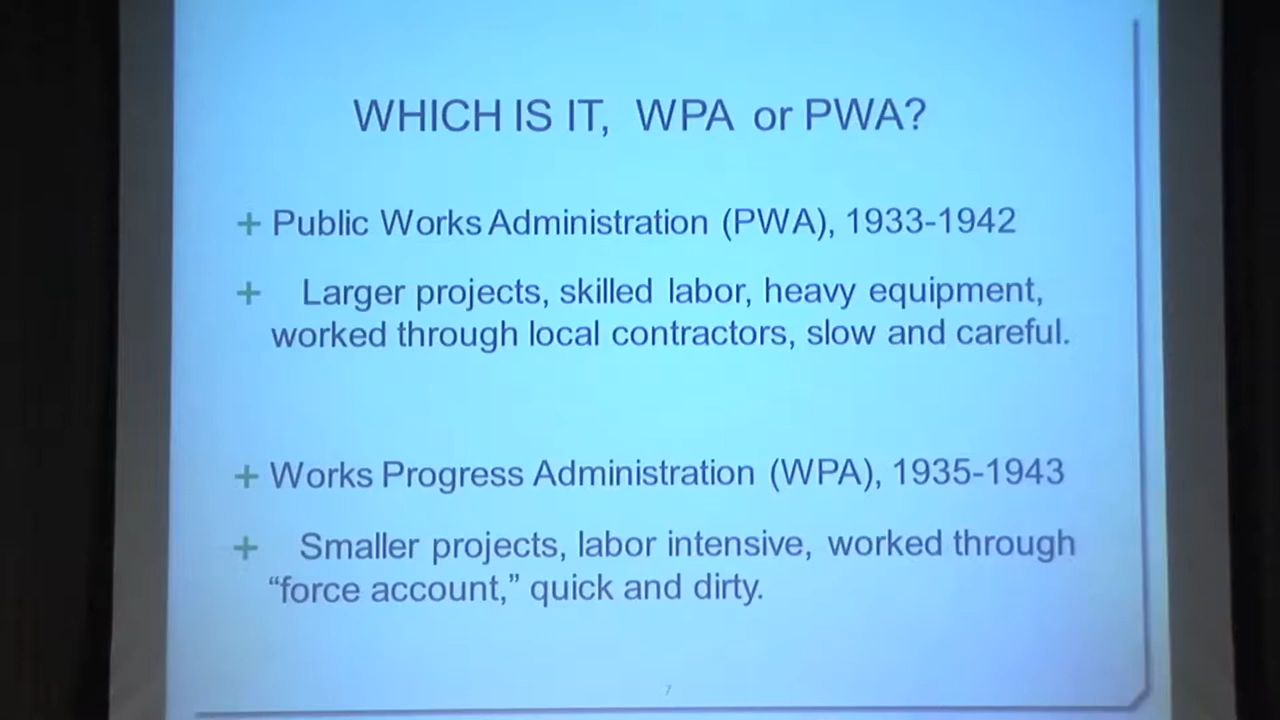 WHICH IS IT, WPA or PWA?
+ Public Works Administration (PWA), 1933-1942
+ Larger projects, skilled labor, heavy equipment,
worked through local contractors, slow and careful.
+ Works Progress Administration (WPA), 1935-1943
+ Smaller projects, labor intensive, worked through
“force account,” quick and dirty.
7